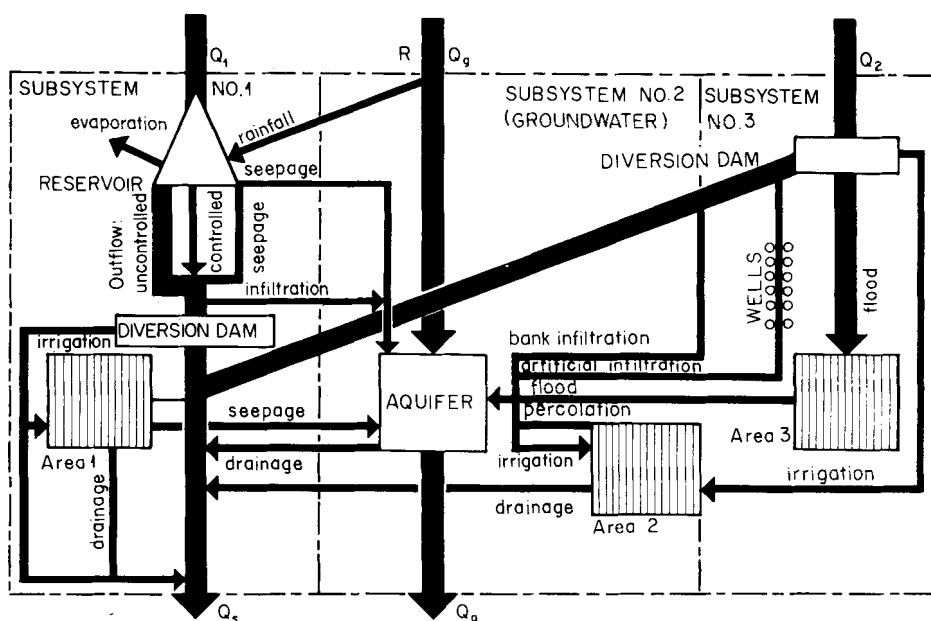 Q₁
R
Qg
Q₂
SUBSYSTEM NO.1
SUBSYSTEM NO.2
(GROUNDWATER)
SUBSYSTEM
NO.3
evaporation
rainfall
seepage
RESERVOIR
DIVERSION DAM
Outflow:
uncontrolled
controlled
seepage
infiltration
WELLS
flood
DIVERSION DAM
irrigation
bank infiltration
artificial infiltration
AQUIFER
flood
percolation
seepage
Area 1
Area 3
drainage
irrigation
irrigation
drainage
drainage
Area 2
Qs
Qg